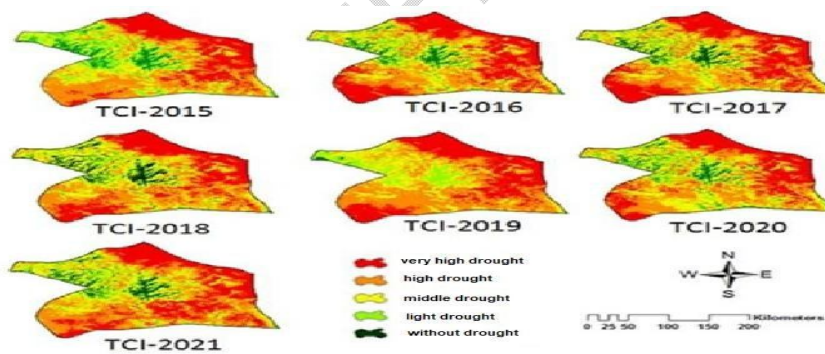 TCI-2015
TCI-2016
TCI-2017
TCI-2018
TCI-2019
TCI-2020
TCI-2021
very high drought
high drought
middle drought
light drought
without drought
N
W E
S
Kilometers
0 25 50 100 150 200